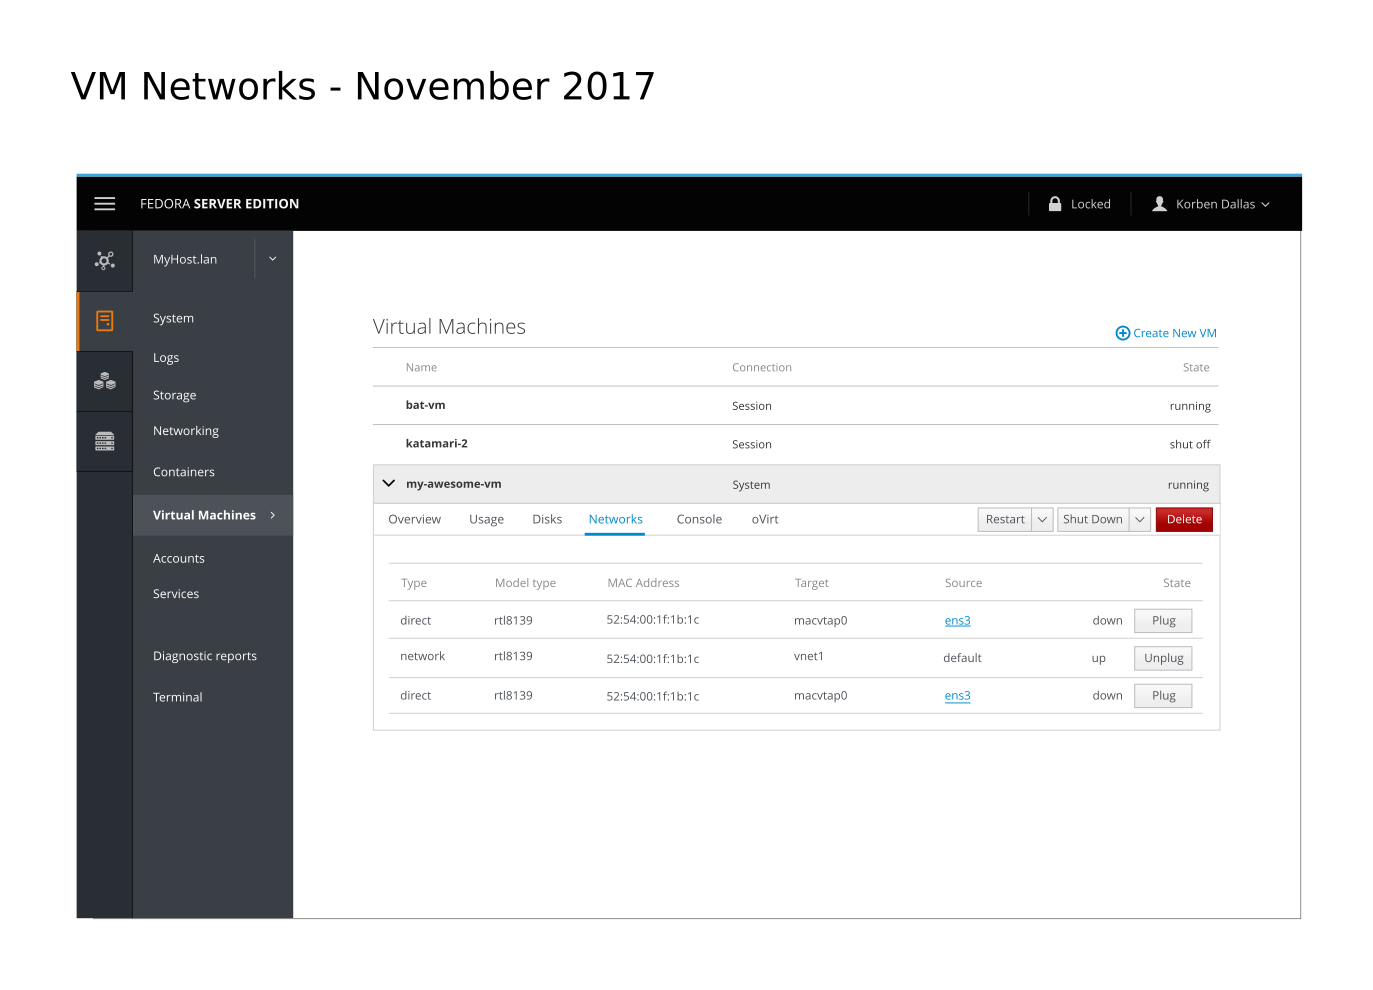 VM Networks - November 2017
FEDORA SERVER EDITION
Locked
Korben Dallas
MyHost.lan
System
Logs
Storage
Networking
Containers
Virtual Machines
Accounts
Services
Diagnostic reports
Terminal
Virtual Machines
Create New VM
Name Connection State
bat-vm Session running
katamari-2 Session shut off
my-awesome-vm System running
Overview Usage Disks Networks Console oVirt Restart Shut Down Delete
Type Model type MAC Address Target Source State
direct rtl8139 52:54:00:1f:1b:1c macvtap0 ens3 down Plug
network rtl8139 52:54:00:1f:1b:1c vnet1 default up Unplug
direct rtl8139 52:54:00:1f:1b:1c macvtap0 ens3 down Plug